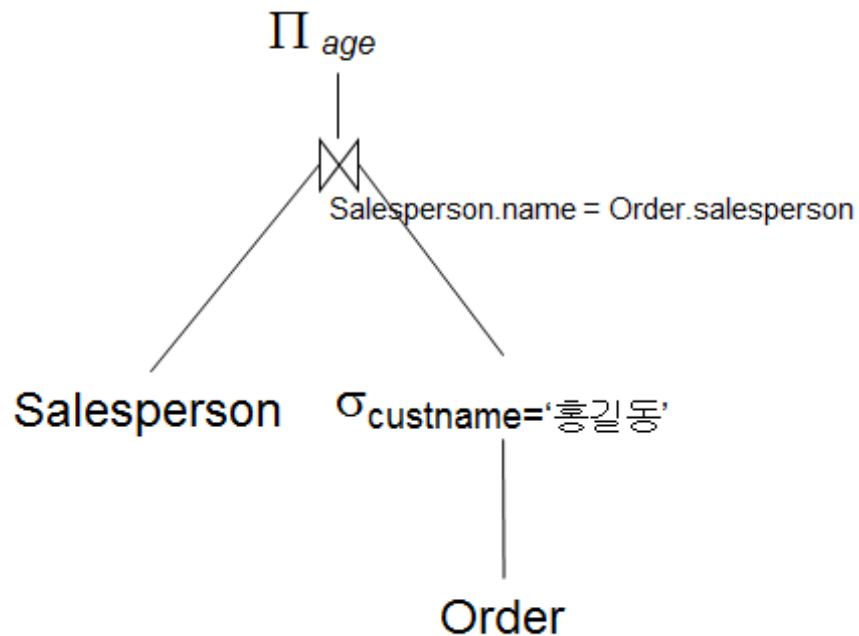 Π age
Salesperson.name = Order.salesperson
Salesperson
σcustname=‘홍길동’
Order